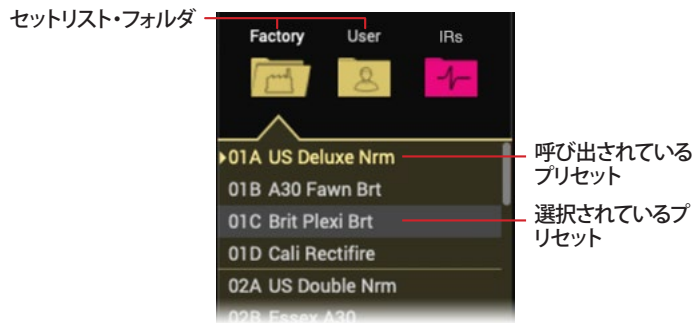 セットリスト・フォルダ
Factory User IRs
01A US Deluxe Nrm
呼び出されている
プリセット
01B A30 Fawn Brt
01C Brit Plexi Brt
選択されているプ
リセット
01D Cali Rectifire
02A US Double Nrm
02B Essex A30